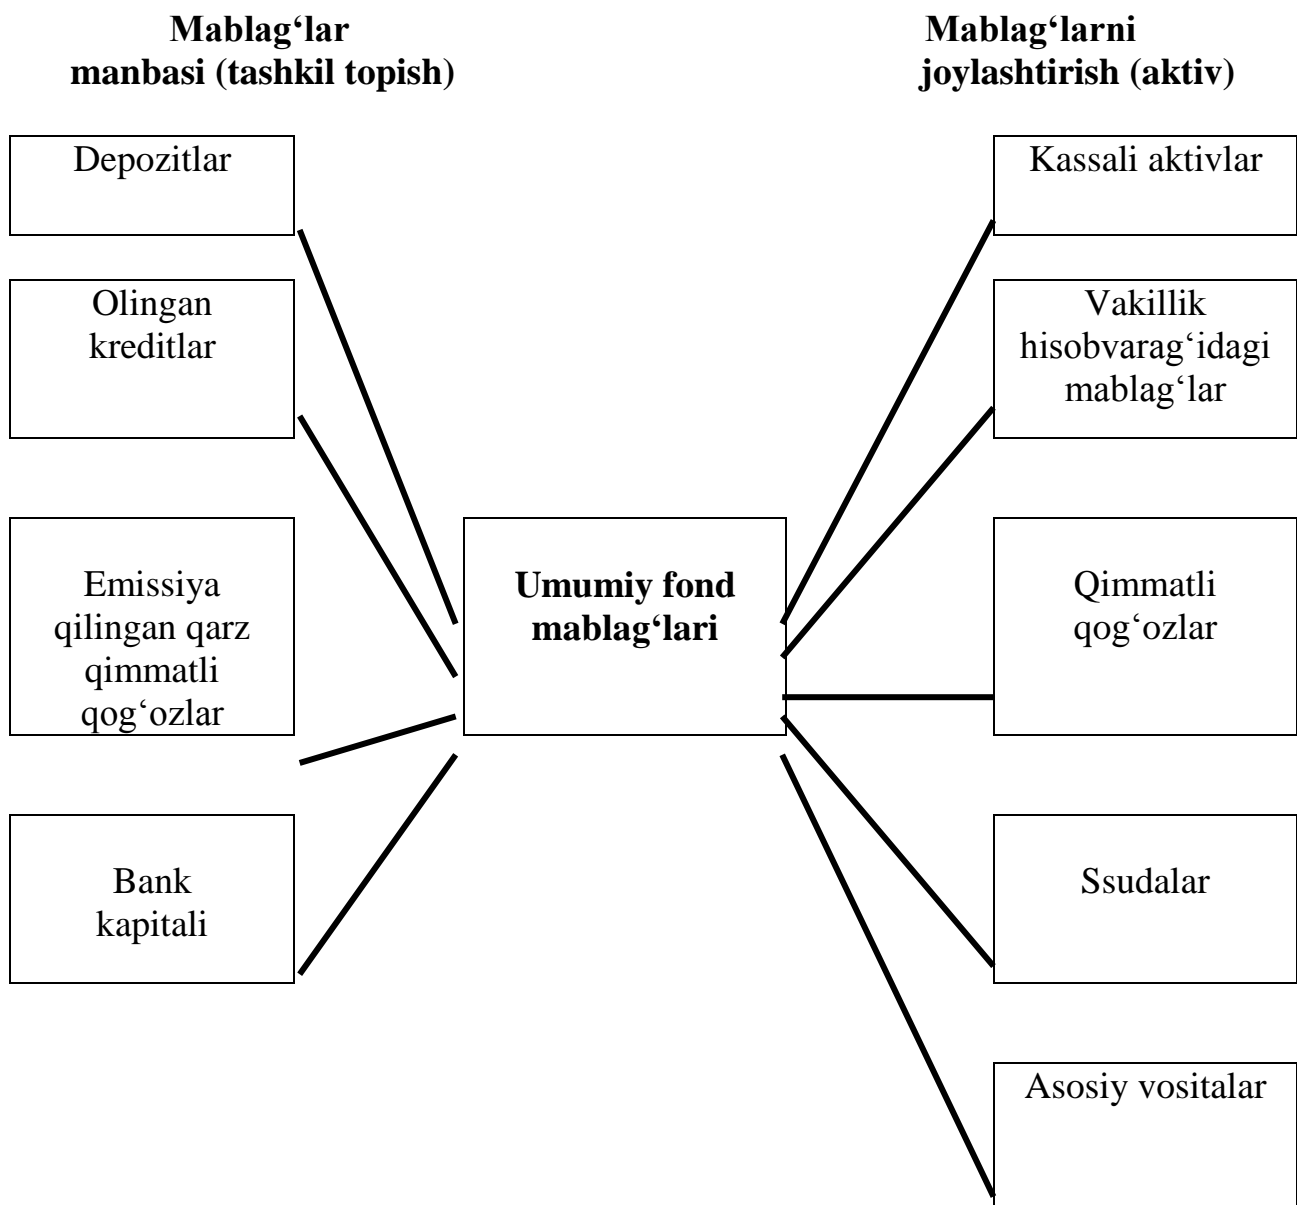 Mablag‘lar
manbasi (tashkil topish)
Mablag‘larni
joylashtirish (aktiv)
Depozitlar
Olingan
kreditlar
Emissiya
qilingan qarz
qimmatli
qog‘ozlar
Bank
kapitali
Umumiy fond
mablag‘lari
Kassali aktivlar
Vakillik
hisobvarag‘idagi
mablag‘lar
Qimmatli
qog‘ozlar
Ssudalar
Asosiy vositalar